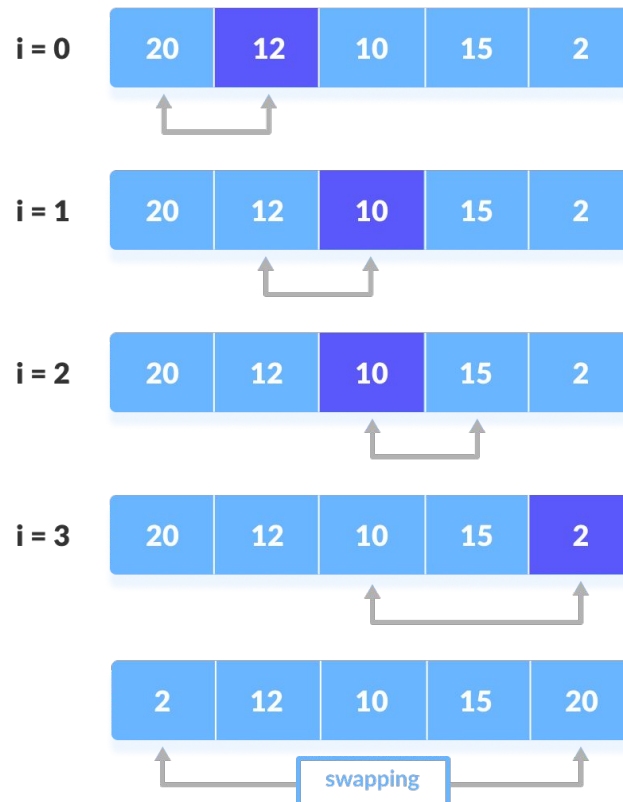 i = 0 20 12 10 15 2
i = 1 20 12 10 15 2
i = 2 20 12 10 15 2
i = 3 20 12 10 15 2
2 12 10 15 20
swapping